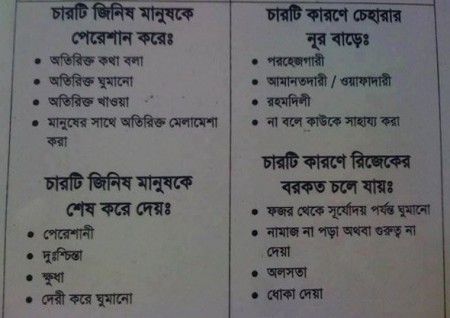 চারটি জিনিষ মানুষকে
পেরেশান করেঃ
• অতিরিক্ত কথা বলা
• অতিরিক্ত ঘুমানো
• অতিরিক্ত খাওয়া
• মানুষের সাথে অতিরিক্ত মেলামেশা
করা
চারটি জিনিষ মানুষকে
শেষ করে দেয়ঃ
• পেরেশানী
• দুঃশ্চিন্তা
• ক্ষুধা
• দেরী করে ঘুমানো
চারটি কারণে চেহারার
নূর বাড়েঃ
• পরহেজগারী
• আমানতদারী / ওয়াফাদারী
• রহমদিলী
• না বলে কাউকে সাহায্য করা
চারটি কারণে রিজেকের
বরকত চলে যায়ঃ
• ফজর থেকে সূর্যোদয় পর্যন্ত ঘুমানো
• নামাজ না পড়া অথবা গুরুত্ব না
দেয়া
• অলসতা
• ধোকা দেয়া